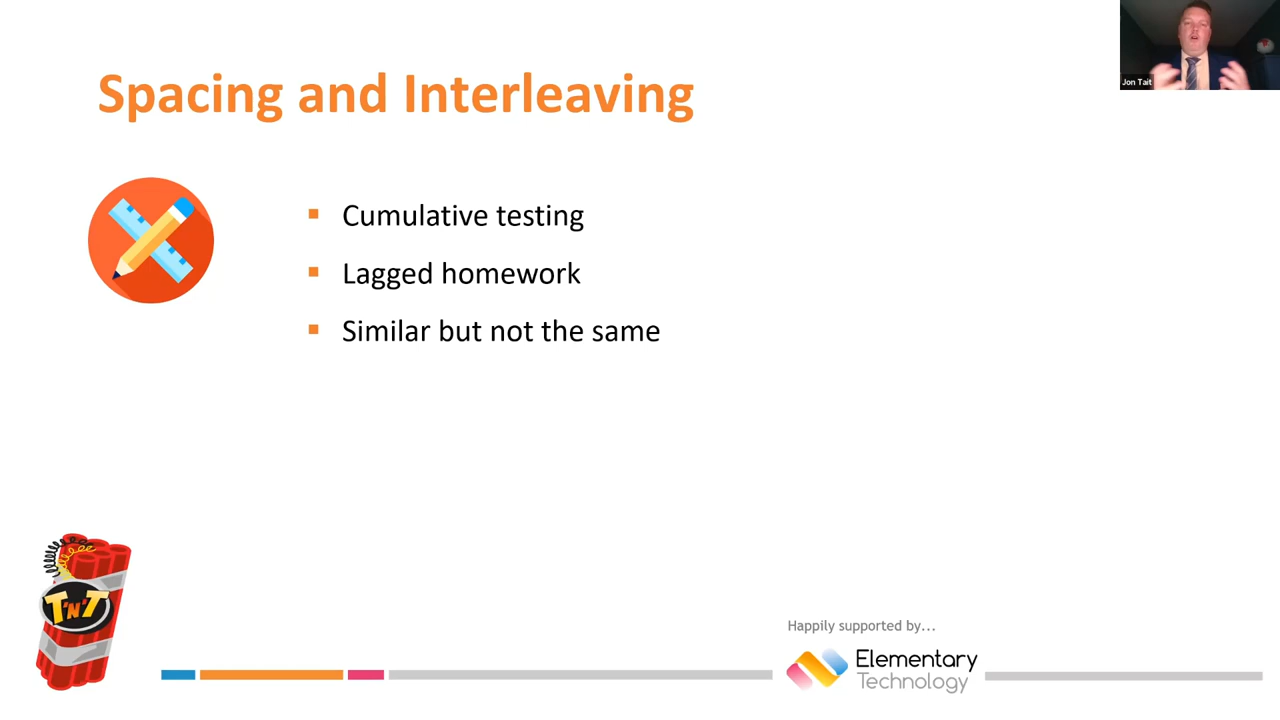 Spacing and Interleaving
Jon Tait
Cumulative testing
Lagged homework
Similar but not the same
T'N'T
Happily supported by...
Elementary
Technology